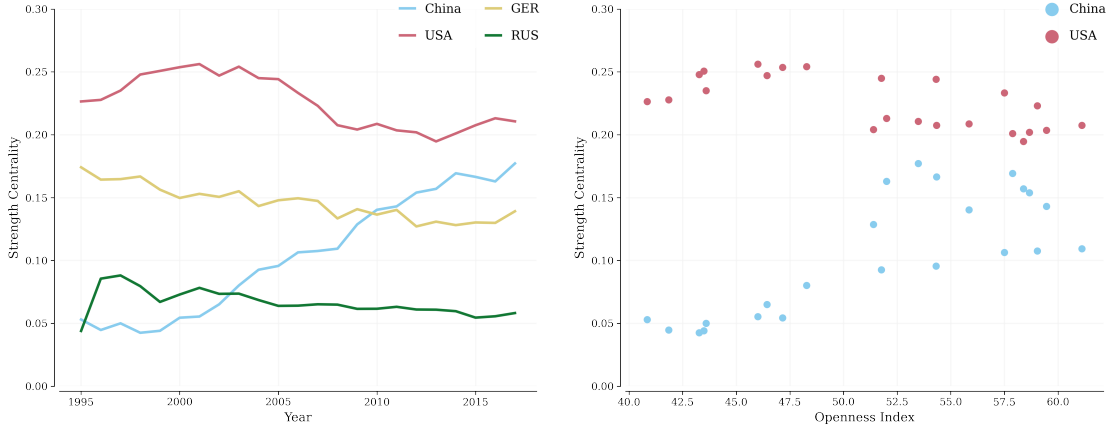 China
GER
USA
RUS
0.30
0.25
0.20
0.15
0.10
0.05
0.00
Strength Centrality
1995
2000
2005
2010
2015
Year
China
USA
0.30
0.25
0.20
0.15
0.10
0.05
0.00
Strength Centrality
40.0
42.5
45.0
47.5
50.0
52.5
55.0
57.5
60.0
Openness Index